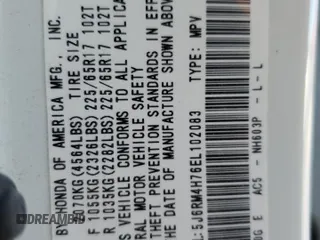 BY HONDA OF AMERICA MFG., INC.
70KG (4564LBS) TIRE SIZE
F 1055KG (2326LBS) 225/65R17 102T
R 1035KG (2282LBS) 225/65R17 102T
S VEHICLE CONFORMS TO ALL APPLICA
RAL MOTOR VEHICLE SAFETY
THEFT PREVENTION STANDARDS IN EFF
DATE OF MANUFACTURE SHOWN ABOV
:5J6RM4H76EL102083 TYPE: MPV
E AC5 - NH603P - L - L